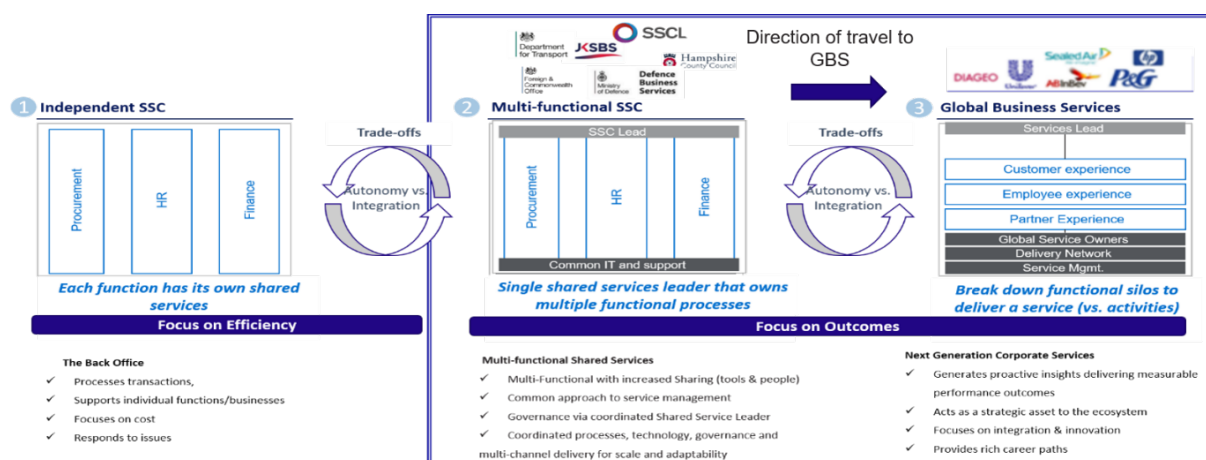 SSCL
Department
for Transport
UKSBS
Hampshire
County Council
Foreign &
Commonwealth
Office
Ministry
of Defence
Defence
Business
Services
Direction of travel to
GBS
DIAGEO
Unilever
Sealed Air
ABInBev
hp
P&G
1 Independent SSC
Procurement
HR
Finance
Each function has its own shared
services
Trade-offs
Autonomy vs.
Integration
2 Multi-functional SSC
SSC Lead
Procurement
HR
Finance
Common IT and support
Single shared services leader that owns
multiple functional processes
Trade-offs
Autonomy vs.
Integration
3 Global Business Services
Services Lead
Customer experience
Employee experience
Partner Experience
Global Service Owners
Delivery Network
Service Mgmt.
Break down functional silos to
deliver a service (vs. activities)
Focus on Efficiency
Focus on Outcomes
The Back Office
✓ Processes transactions,
✓ Supports individual functions/businesses
✓ Focuses on cost
✓ Responds to issues
Multi-functional Shared Services
✓ Multi-Functional with increased Sharing (tools & people)
✓ Common approach to service management
✓ Governance via coordinated Shared Service Leader
✓ Coordinated processes, technology, governance and
multi-channel delivery for scale and adaptability
Next Generation Corporate Services
✓ Generates proactive insights delivering measurable
performance outcomes
✓ Acts as a strategic asset to the ecosystem
✓ Focuses on integration & innovation
✓ Provides rich career paths